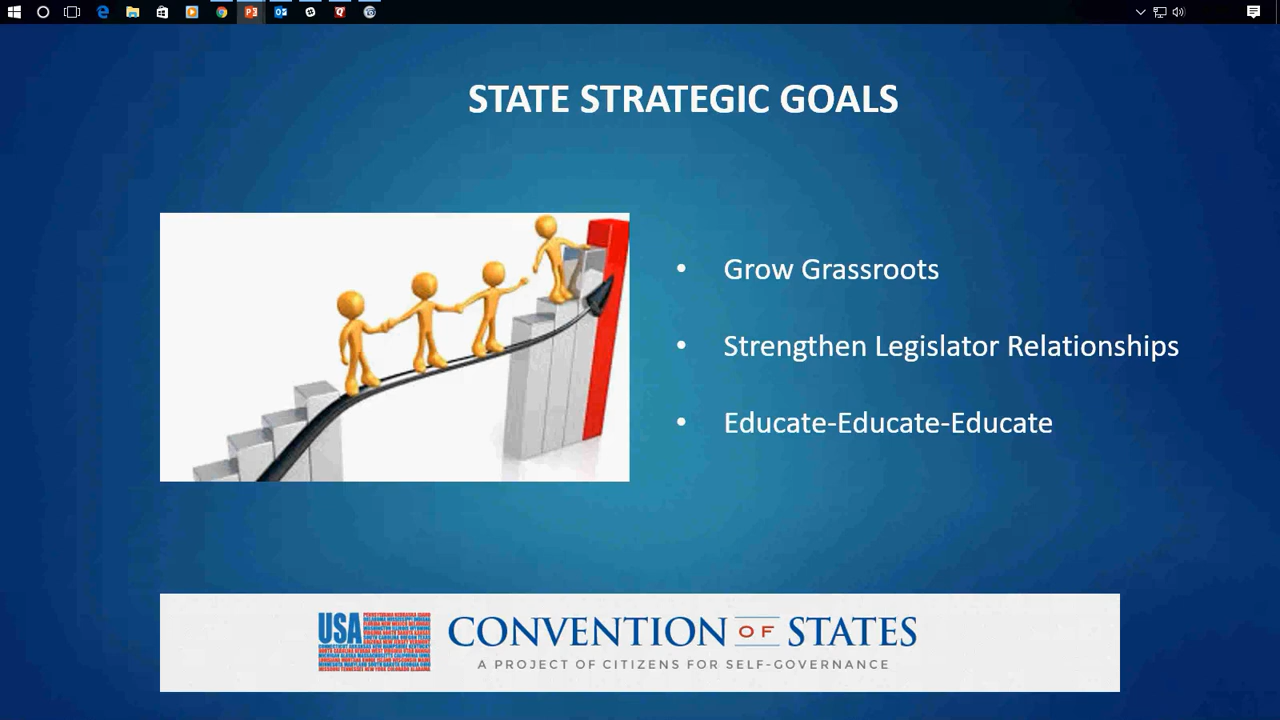 STATE STRATEGIC GOALS
• Grow Grassroots
• Strengthen Legislator Relationships
• Educate-Educate-Educate
USA
CONVENTION OF STATES
A PROJECT OF CITIZENS FOR SELF-GOVERNANCE